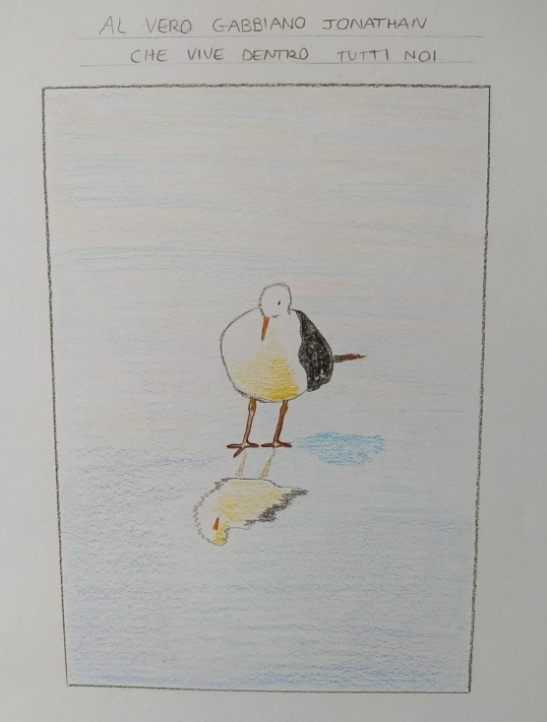 AL VERO GABBIANO JONATHAN
CHE VIVE DENTRO TUTTI NOI